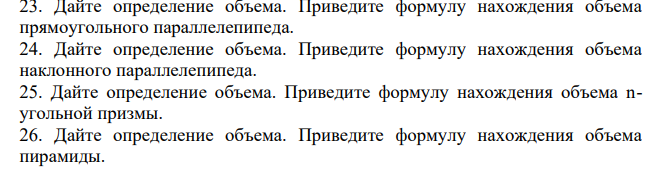 23. Дайте определение объема. Приведите формулу нахождения объема
прямоугольного параллелепипеда.
24. Дайте определение объема. Приведите формулу нахождения объема
наклонного параллелепипеда.
25. Дайте определение объема. Приведите формулу нахождения объема n-
угольной призмы.
26. Дайте определение объема. Приведите формулу нахождения объема
пирамиды.